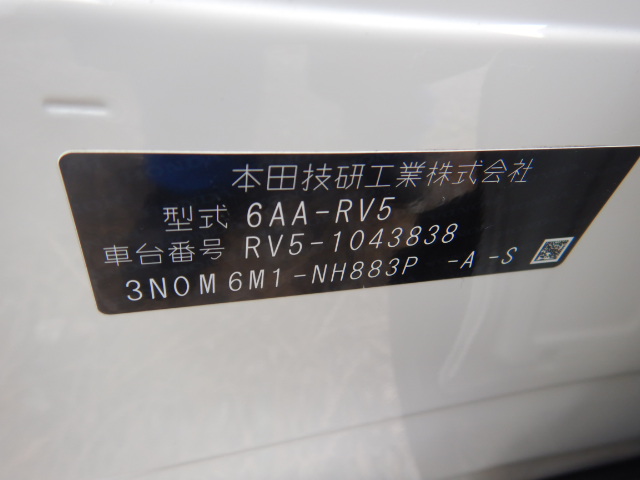 本田技研工業株式会社
型式 6AA-RV5
車台番号 RV5-1043838
3NOM6M1-NH883P -A-S